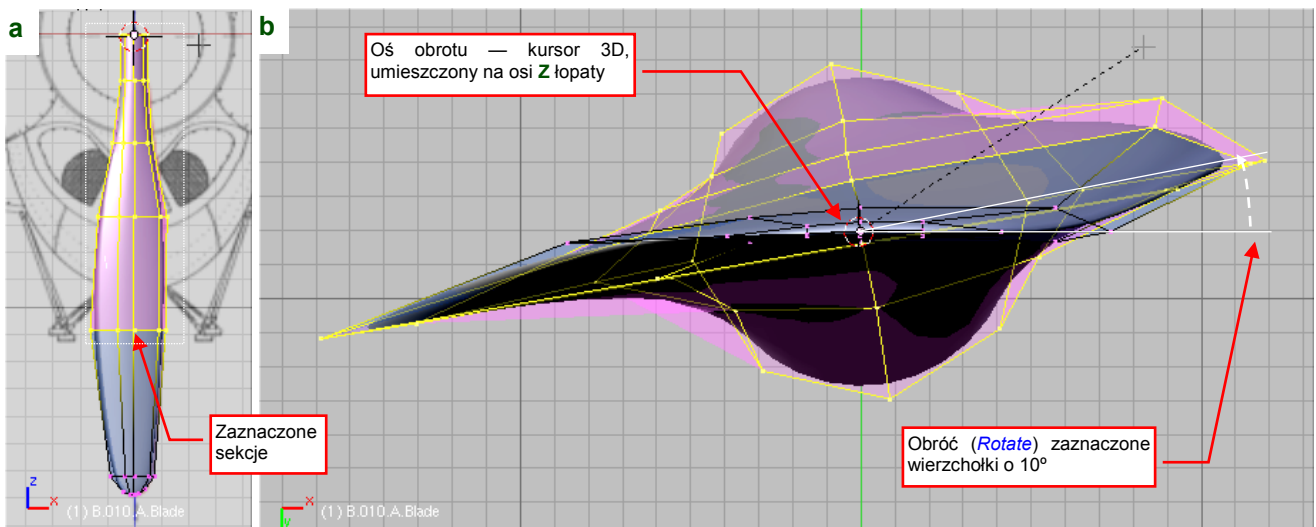 a
b
Oś obrotu — kursor 3D,
umieszczony na osi Z łopaty
Zaznaczone
sekcje
Obróć (Rotate) zaznaczone
wierzchołki o 10º
z
x
(1) B.010.A.Blade
x
y
(1) B.010.A.Blade